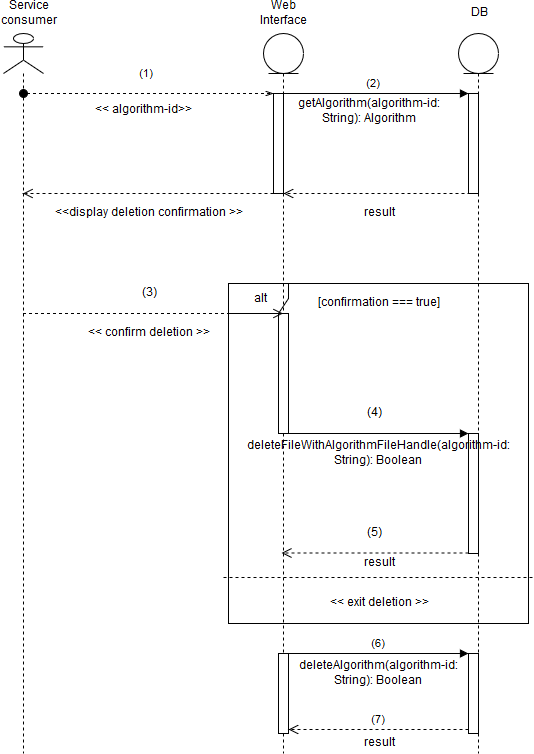 Service
consumer
Web
Interface
DB
(1)
<< algorithm-id>>
(2)
getAlgorithm(algorithm-id:
String): Algorithm
<<display deletion confirmation >>
result
(3)
<< confirm deletion >>
alt
[confirmation === true]
(4)
deleteFileWithAlgorithmFileHandle(algorithm-id:
String): Boolean
(5)
result
<< exit deletion >>
(6)
deleteAlgorithm(algorithm-id:
String): Boolean
(7)
result